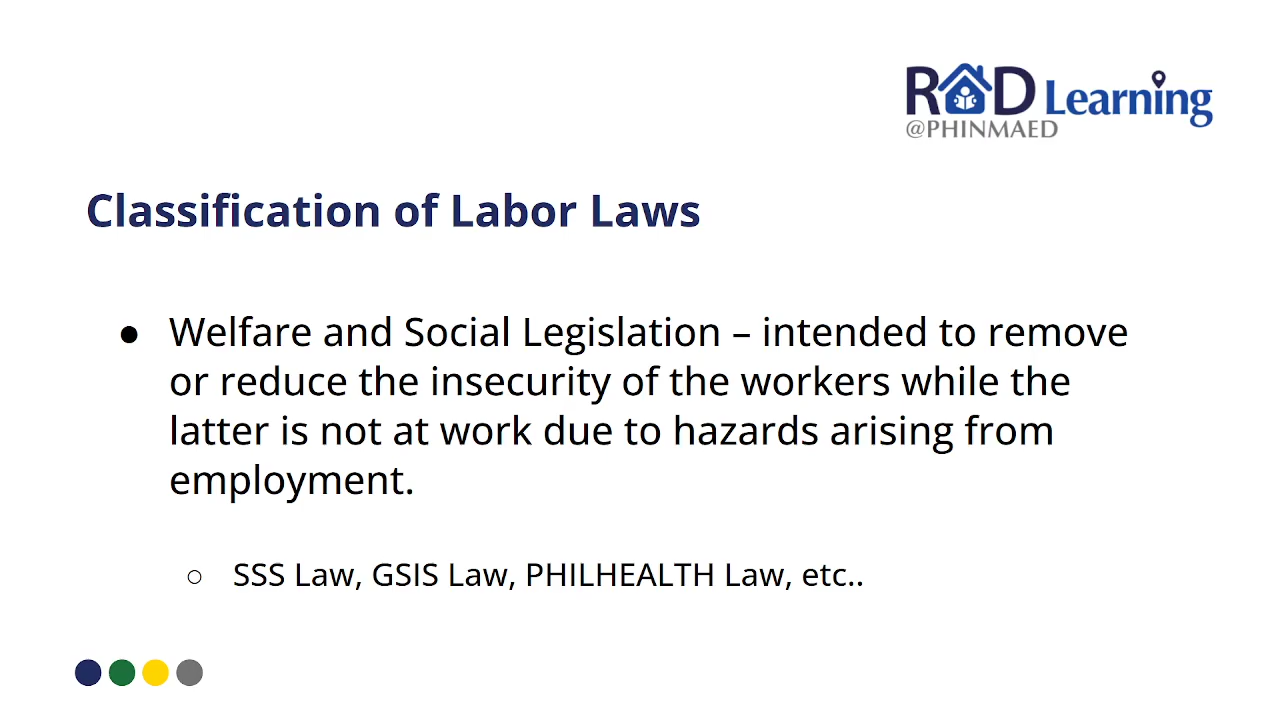 RAD Learning
@PHINMAED
Classification of Labor Laws
● Welfare and Social Legislation – intended to remove
or reduce the insecurity of the workers while the
latter is not at work due to hazards arising from
employment.
○ SSS Law, GSIS Law, PHILHEALTH Law, etc..